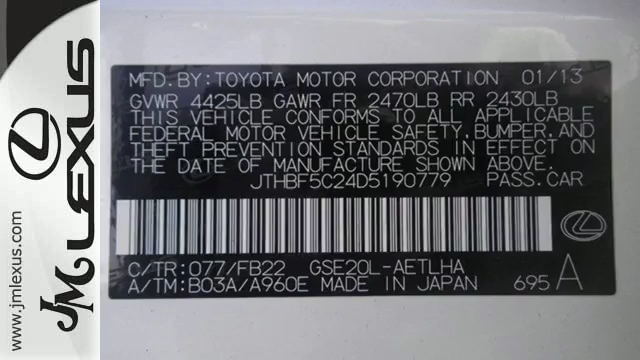 MFD.BY:TOYOTA MOTOR CORPORATION 01/13
GVWR 4425LB GAWR FR 2470LB RR 2430LB
THIS VEHICLE CONFORMS TO ALL APPLICABLE
FEDERAL MOTOR VEHICLE SAFETY,BUMPER,AND
THEFT PREVENTION STANDARDS IN EFFECT ON
THE DATE OF MANUFACTURE SHOWN ABOVE.
JTHBF5C24D5190779 PASS.CAR
C/TR:077/FB22 GSE20L-AETLHA
A/TM:B03A/A960E MADE IN JAPAN 695 A
www.jmlexus.com
JM LEXUS